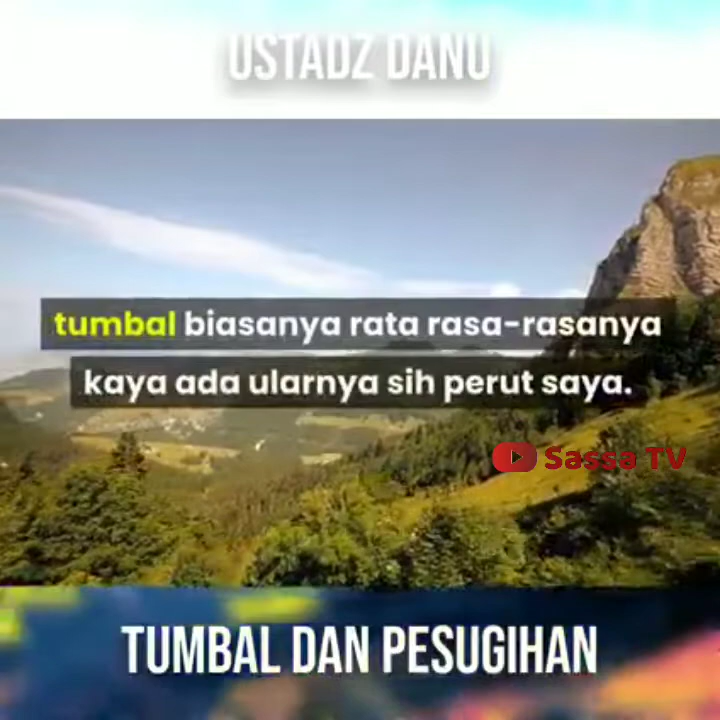 USTADZ DANU
tumbal biasanya rata rasa-rasanya
kaya ada ularnya sih perut saya.
Sassa TV
TUMBAL DAN PESUGIHAN